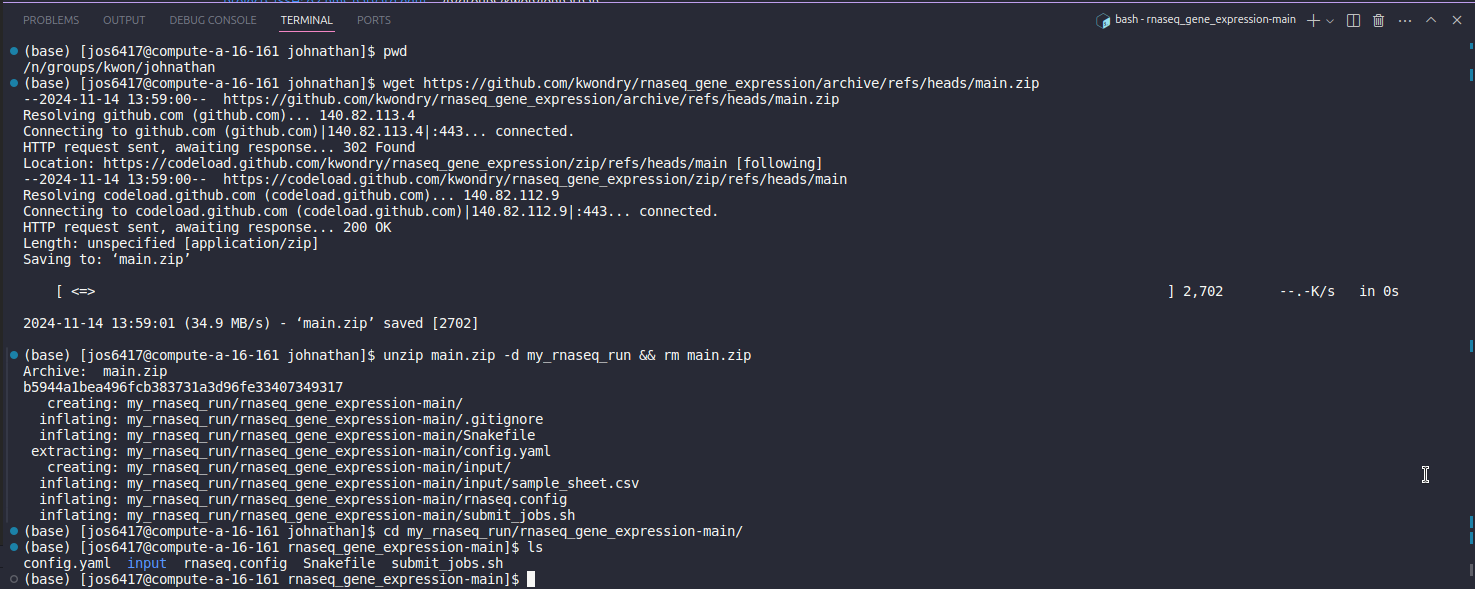 PROBLEMS OUTPUT DEBUG CONSOLE TERMINAL PORTS bash - rnaseq_gene_expression-main
(base) [jos6417@compute-a-16-161 johnathan]$ pwd
/n/groups/kwon/johnathan
(base) [jos6417@compute-a-16-161 johnathan]$ wget https://github.com/kwondry/rnaseq_gene_expression/archive/refs/heads/main.zip
--2024-11-14 13:59:00--  https://github.com/kwondry/rnaseq_gene_expression/archive/refs/heads/main.zip
Resolving github.com (github.com)... 140.82.113.4
Connecting to github.com (github.com)|140.82.113.4|:443... connected.
HTTP request sent, awaiting response... 302 Found
Location: https://codeload.github.com/kwondry/rnaseq_gene_expression/zip/refs/heads/main [following]
--2024-11-14 13:59:00--  https://codeload.github.com/kwondry/rnaseq_gene_expression/zip/refs/heads/main
Resolving codeload.github.com (codeload.github.com)... 140.82.112.9
Connecting to codeload.github.com (codeload.github.com)|140.82.112.9|:443... connected.
HTTP request sent, awaiting response... 200 OK
Length: unspecified [application/zip]
Saving to: ‘main.zip’
[ <=> ] 2,702 --.-K/s in 0s
2024-11-14 13:59:01 (34.9 MB/s) - ‘main.zip’ saved [2702]
(base) [jos6417@compute-a-16-161 johnathan]$ unzip main.zip -d my_rnaseq_run && rm main.zip
Archive:  main.zip
b5944a1bea496fcb383731a3d96fe33407349317
creating: my_rnaseq_run/rnaseq_gene_expression-main/
inflating: my_rnaseq_run/rnaseq_gene_expression-main/.gitignore
inflating: my_rnaseq_run/rnaseq_gene_expression-main/Snakefile
extracting: my_rnaseq_run/rnaseq_gene_expression-main/config.yaml
creating: my_rnaseq_run/rnaseq_gene_expression-main/input/
inflating: my_rnaseq_run/rnaseq_gene_expression-main/input/sample_sheet.csv
inflating: my_rnaseq_run/rnaseq_gene_expression-main/rnaseq.config
inflating: my_rnaseq_run/rnaseq_gene_expression-main/submit_jobs.sh
(base) [jos6417@compute-a-16-161 johnathan]$ cd my_rnaseq_run/rnaseq_gene_expression-main/
(base) [jos6417@compute-a-16-161 rnaseq_gene_expression-main]$ ls
config.yaml  input  rnaseq.config  Snakefile  submit_jobs.sh
(base) [jos6417@compute-a-16-161 rnaseq_gene_expression-main]$